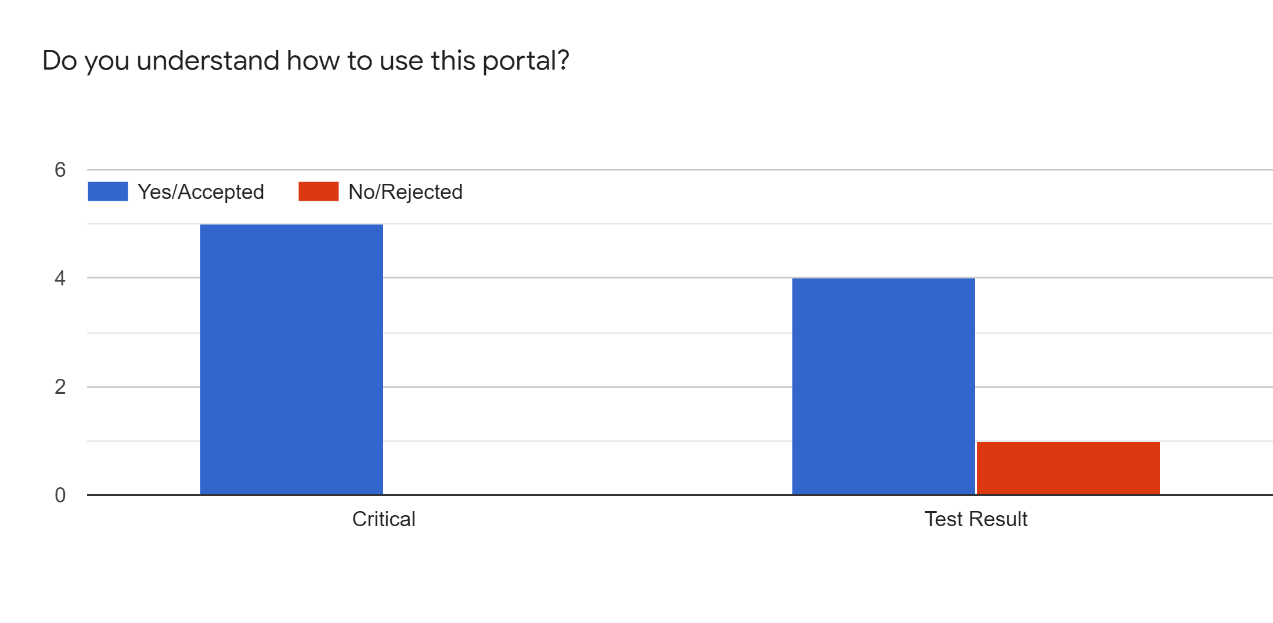 Do you understand how to use this portal?
6
Yes/Accepted No/Rejected
4
2
0
Critical Test Result